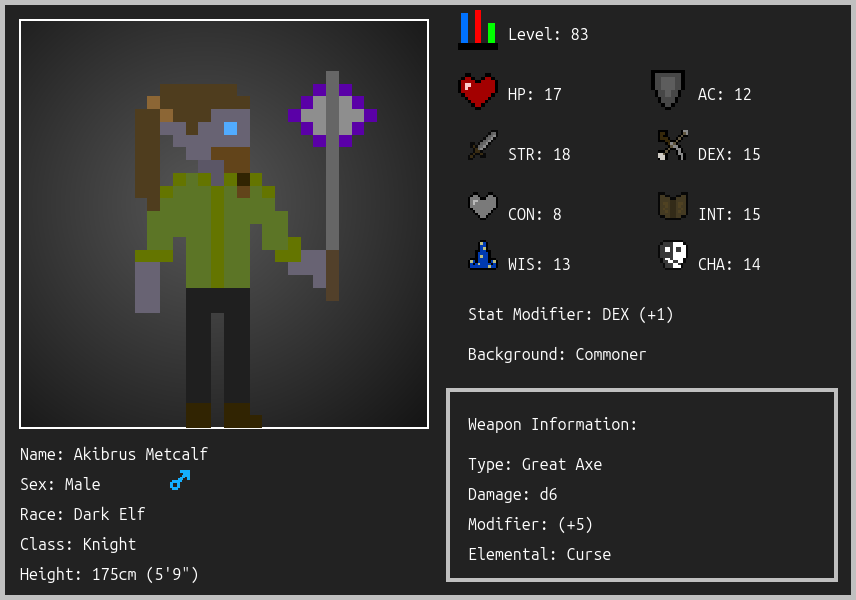 Level: 83
HP: 17
AC: 12
STR: 18
DEX: 15
CON: 8
INT: 15
WIS: 13
CHA: 14
Stat Modifier: DEX (+1)
Background: Commoner
Weapon Information:
Type: Great Axe
Damage: d6
Modifier: (+5)
Elemental: Curse
Name: Akibrus Metcalf
Sex: Male
Race: Dark Elf
Class: Knight
Height: 175cm (5'9")